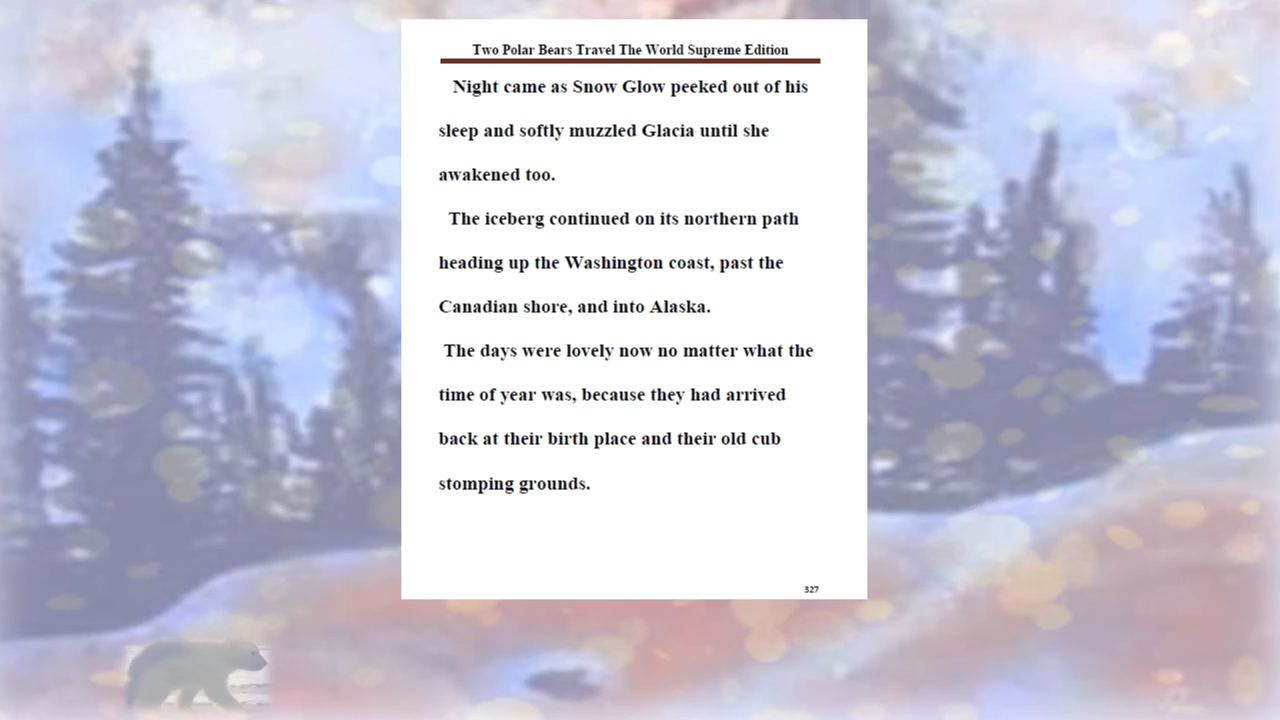 Two Polar Bears Travel The World Supreme Edition
Night came as Snow Glow peeked out of his
sleep and softly muzzled Glacia until she
awakened too.
The iceberg continued on its northern path
heading up the Washington coast, past the
Canadian shore, and into Alaska.
The days were lovely now no matter what the
time of year was, because they had arrived
back at their birth place and their old cub
stomping grounds.
327